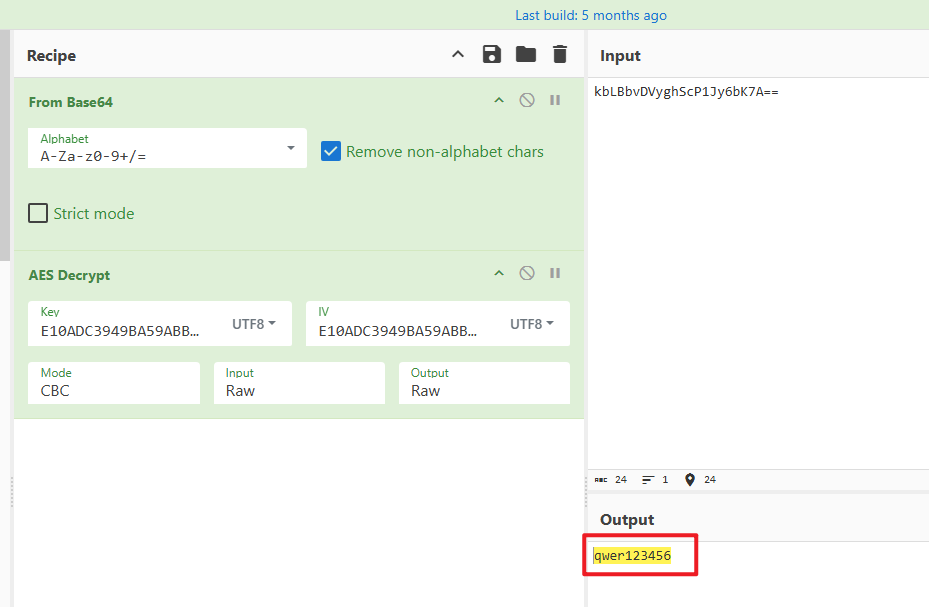 Last build: 5 months ago
Recipe
Input
From Base64
Alphabet
A-Za-z0-9+/=
Remove non-alphabet chars
Strict mode
AES Decrypt
Key
E10ADC3949BA59ABB...
UTF8
IV
E10ADC3949BA59ABB...
UTF8
Mode
CBC
Input
Raw
Output
Raw
kbLBbvDVyghScP1Jy6bK7A==
ABC 24 1 24
Output
qwer123456